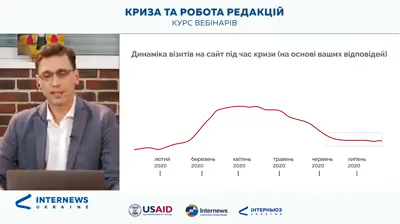 КРИЗА ТА РОБОТА РЕДАКЦІЙ
КУРС ВЕБІНАРІВ
Динаміка візитів на сайт під час кризи (на основі ваших відповідей)
лютий
2020
березень
2020
квітень
2020
травень
2020
червень
2020
липень
2020
INTERNEWS
UKRAINE
USAID
Internews
ІНТЕРНЬЮЗ
УКРАЇНА